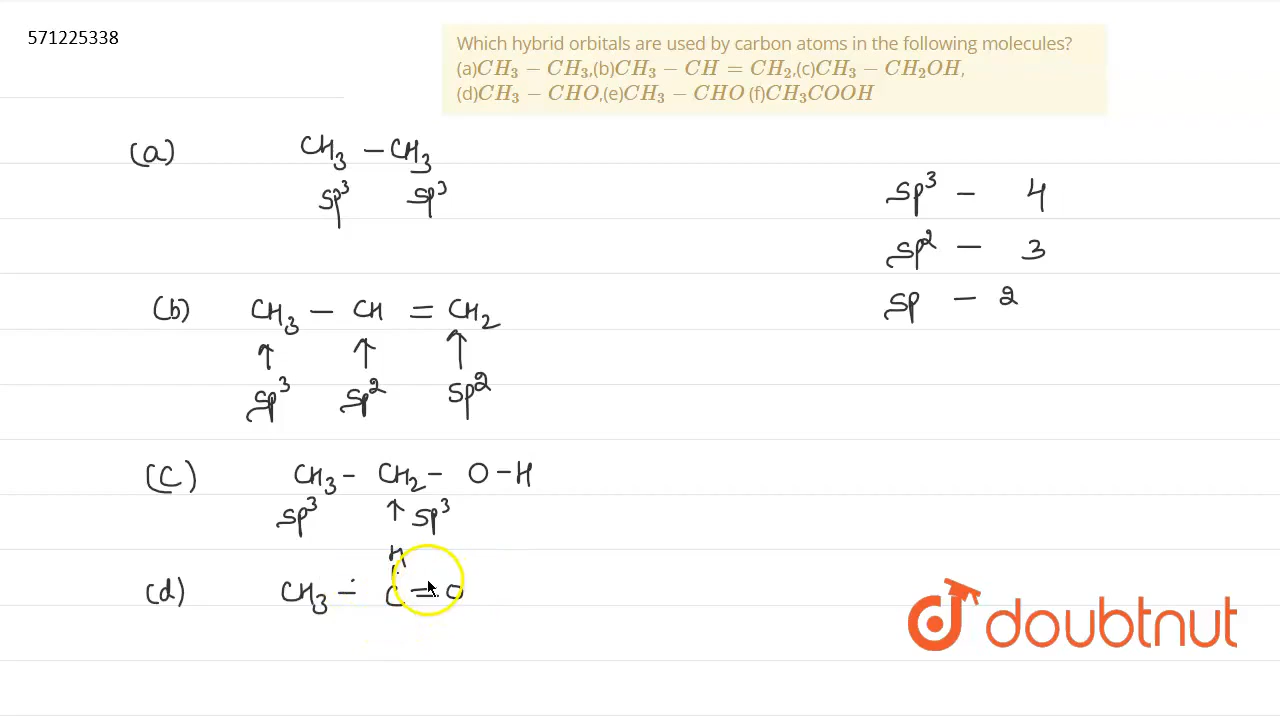 571225338
Which hybrid orbitals are used by carbon atoms in the following molecules?
(a)CH₃ − CH₃,(b)CH₃ − CH = CH₂,(c)CH₃ − CH₂OH,
(d)CH₃ − CHO,(e)CH₃ − CHO (f)CH₃COOH
(a) CH₃ − CH₃
sp³ sp³
sp³ − 4
sp² − 3
sp − 2
(b) CH₃ − CH = CH₂
sp³ sp² sp²
(C) CH₃ − CH₂ − O − H
sp³ sp³
H
(d) CH₃ − C = O
doubtnut